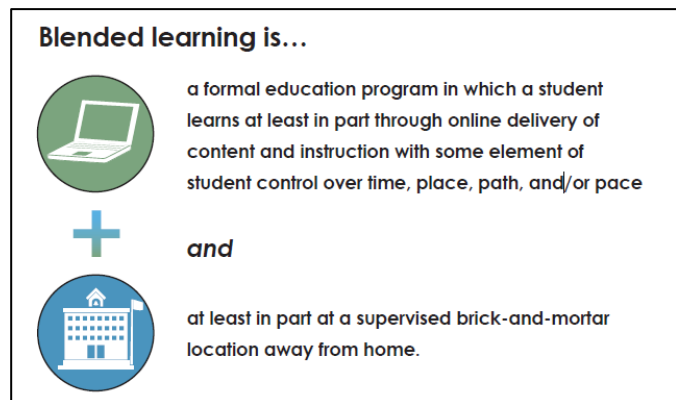 Blended learning is…
a formal education program in which a student
learns at least in part through online delivery of
content and instruction with some element of
student control over time, place, path, and/or pace
and
at least in part at a supervised brick-and-mortar
location away from home.